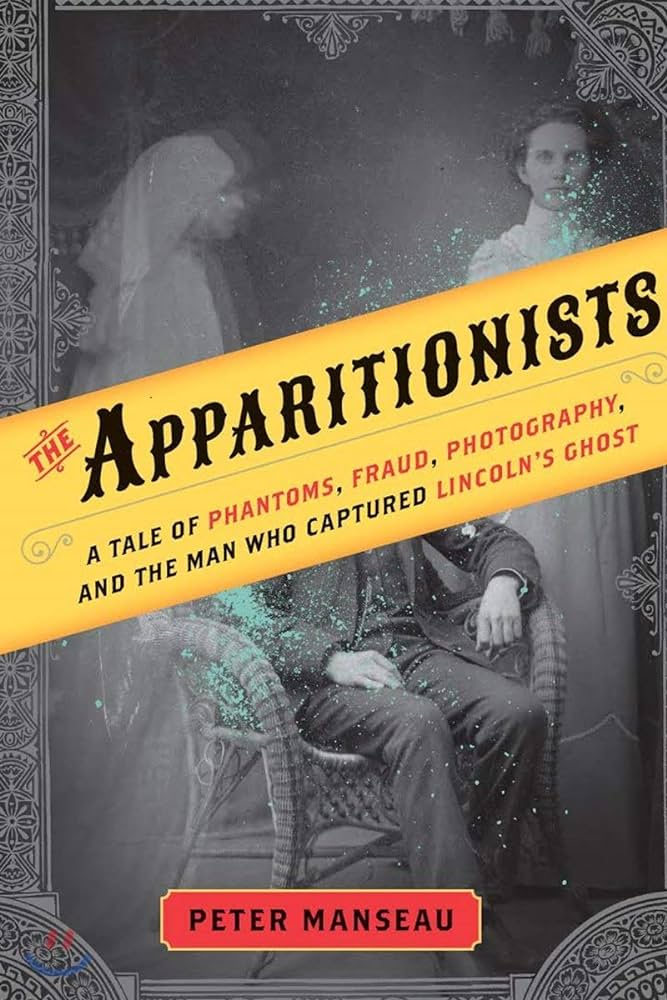 THE APPARITIONISTS
A TALE OF PHANTOMS, FRAUD, PHOTOGRAPHY,
AND THE MAN WHO CAPTURED LINCOLN'S GHOST
PETER MANSEAU